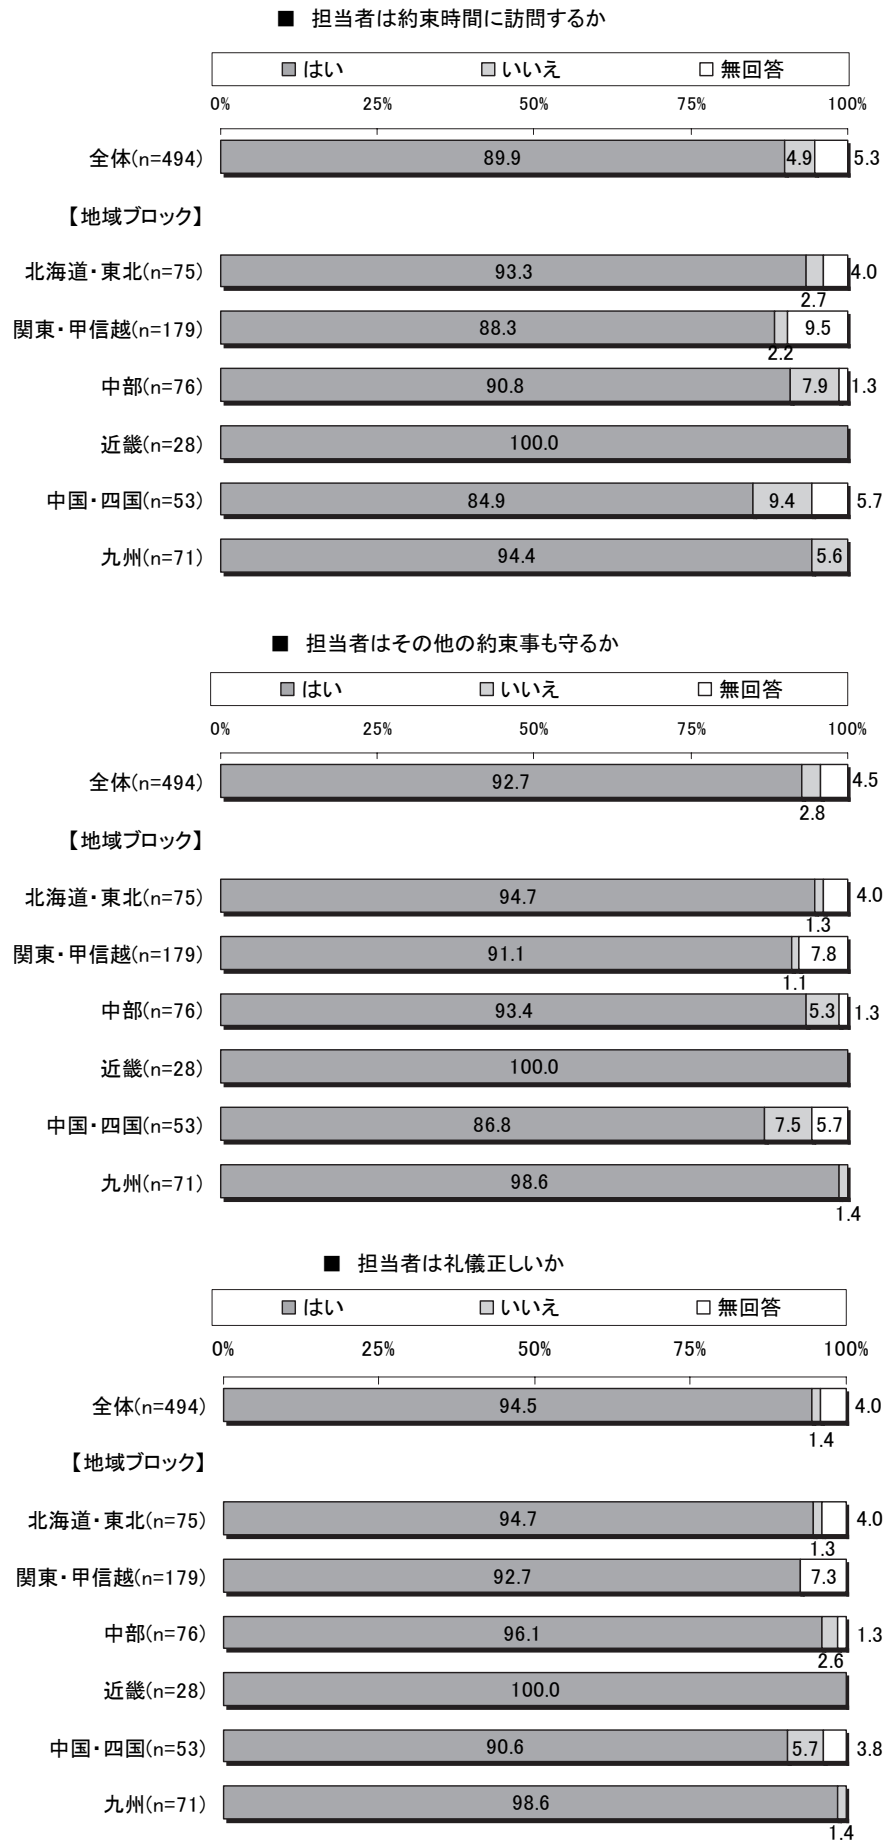 ■ 担当者は約束時間に訪問するか
はい いいえ 無回答
0% 25% 50% 75% 100%
全体(n=494) 89.9 4.9 5.3
【地域ブロック】
北海道・東北(n=75) 93.3 4.0
2.7
関東・甲信越(n=179) 88.3 9.5
2.2
中部(n=76) 90.8 7.9 1.3
近畿(n=28) 100.0
中国・四国(n=53) 84.9 9.4 5.7
九州(n=71) 94.4 5.6
■ 担当者はその他の約束事も守るか
はい いいえ 無回答
0% 25% 50% 75% 100%
全体(n=494) 92.7 4.5
2.8
【地域ブロック】
北海道・東北(n=75) 94.7 4.0
1.3
関東・甲信越(n=179) 91.1 7.8
1.1
中部(n=76) 93.4 5.3 1.3
近畿(n=28) 100.0
中国・四国(n=53) 86.8 7.5 5.7
九州(n=71) 98.6
1.4
■ 担当者は礼儀正しいか
はい いいえ 無回答
0% 25% 50% 75% 100%
全体(n=494) 94.5 4.0
1.4
【地域ブロック】
北海道・東北(n=75) 94.7 4.0
1.3
関東・甲信越(n=179) 92.7 7.3
中部(n=76) 96.1 1.3
2.6
近畿(n=28) 100.0
中国・四国(n=53) 90.6 5.7 3.8
九州(n=71) 98.6
1.4